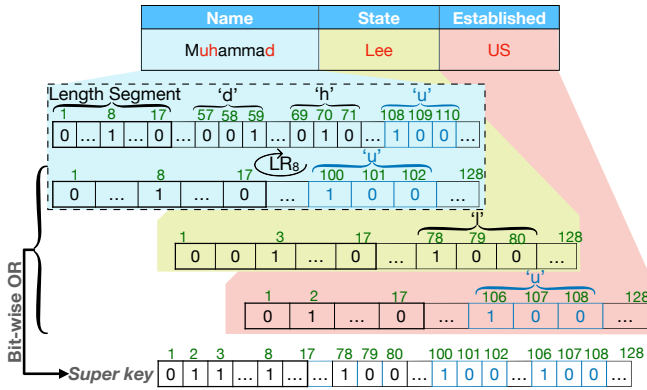 Name State Established
Muhammad Lee US
Length Segment 'd' 'h' 'u'
1 8 17 57 58 59 69 70 71 108 109 110
0 ... 1 ... 0 ... 0 0 1 ... 0 1 0 ... 1 0 0 ...
LR8 'u'
1 8 17 100 101 102 128
0 ... 1 ... 0 ... 1 0 0 ...
'l'
1 3 17 78 79 80 128
0 0 1 ... 0 ... 1 0 0 ...
'u'
1 2 17 106 107 108 128
0 1 ... 0 ... 1 0 0 ...
Bit-wise OR
1 2 3 8 17 78 79 80 100 101 102 106 107 108 128
Super key 0 1 1 ... 1 ... 1 0 0 ... 1 0 0 ... 1 0 0 ...